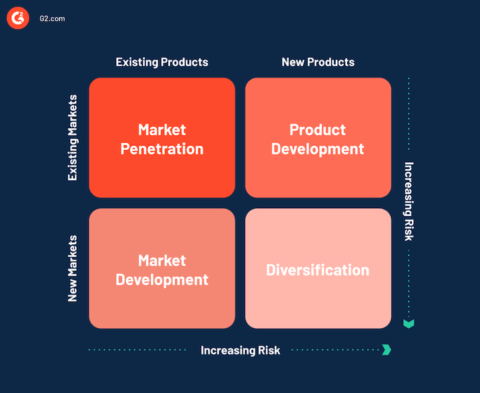 G2.com
Existing Products
New Products
Existing Markets
Market
Penetration
Product
Development
Increasing Risk
New Markets
Market
Development
Diversification
Increasing Risk